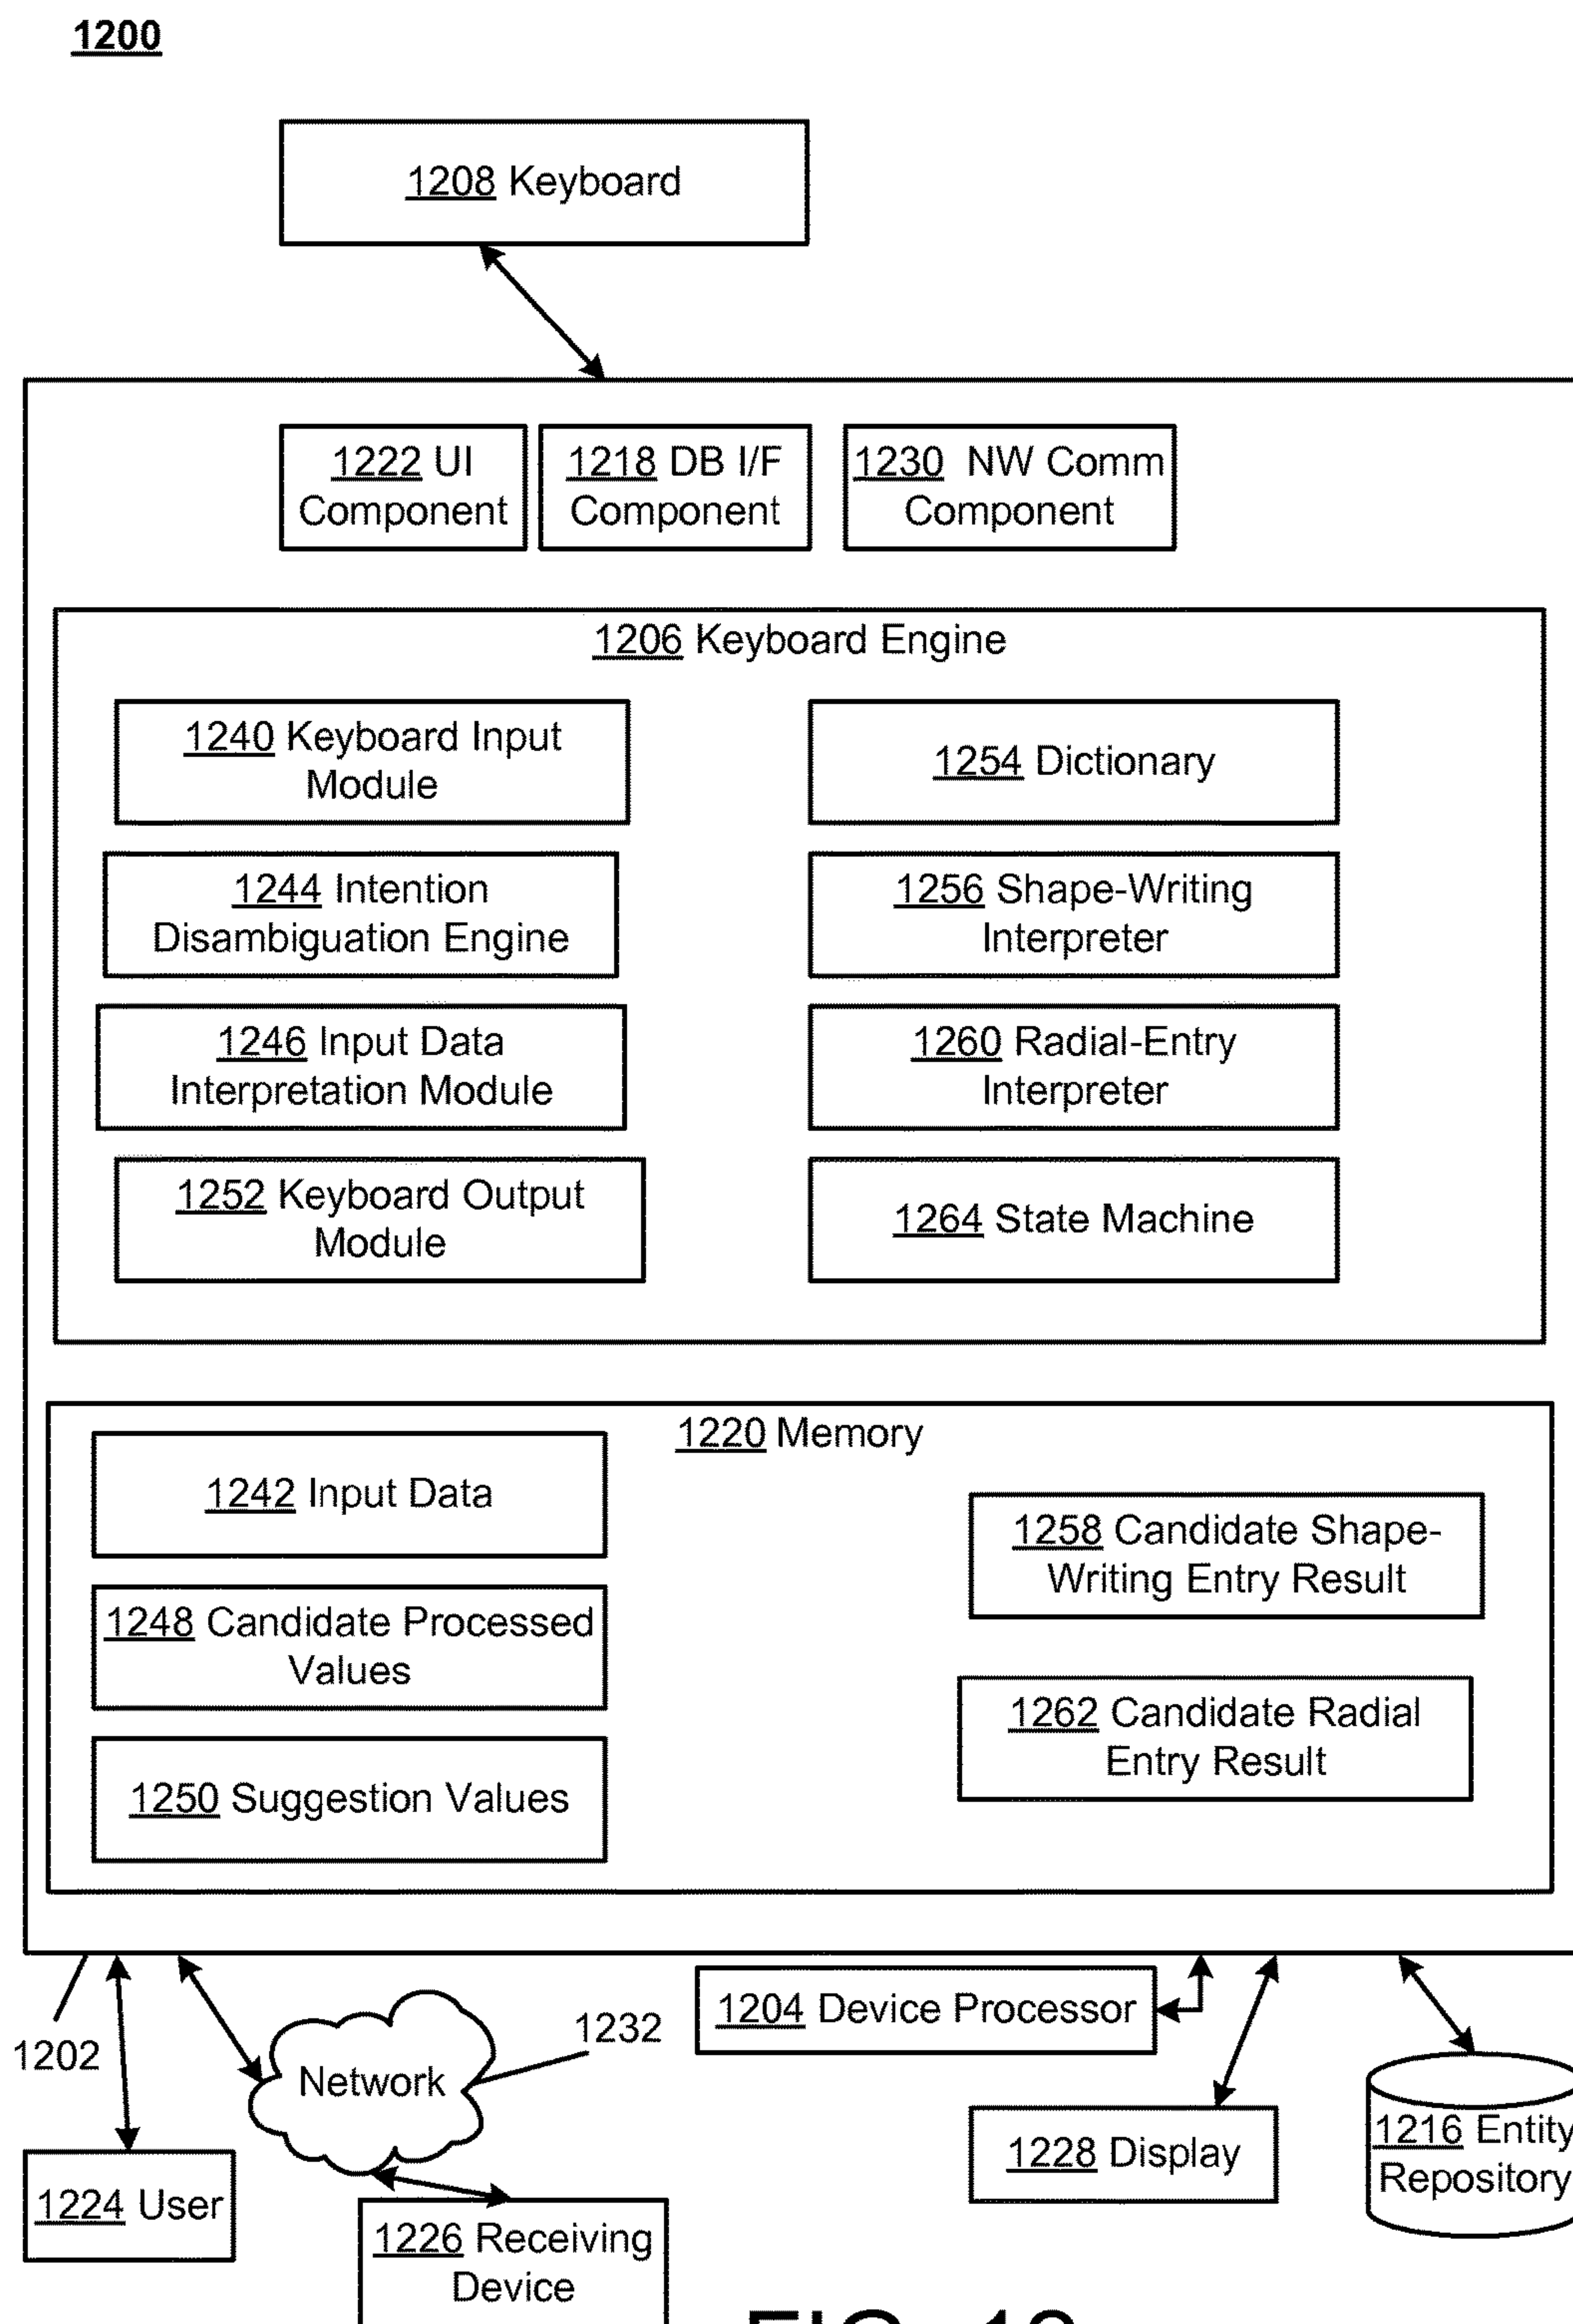 1200
1208 Keyboard
1222 UI
Component
1218 DB I/F
Component
1230 NW Comm
Component
1206 Keyboard Engine
1240 Keyboard Input
Module
1254 Dictionary
1244 Intention
Disambiguation Engine
1256 Shape-Writing
Interpreter
1246 Input Data
Interpretation Module
1260 Radial-Entry
Interpreter
1252 Keyboard Output
Module
1264 State Machine
1220 Memory
1242 Input Data
1258 Candidate Shape-
Writing Entry Result
1248 Candidate Processed
Values
1262 Candidate Radial
Entry Result
1250 Suggestion Values
1202
Network
1232
1204 Device Processor
1228 Display
1216 Entity
Repository
1224 User
1226 Receiving
Device